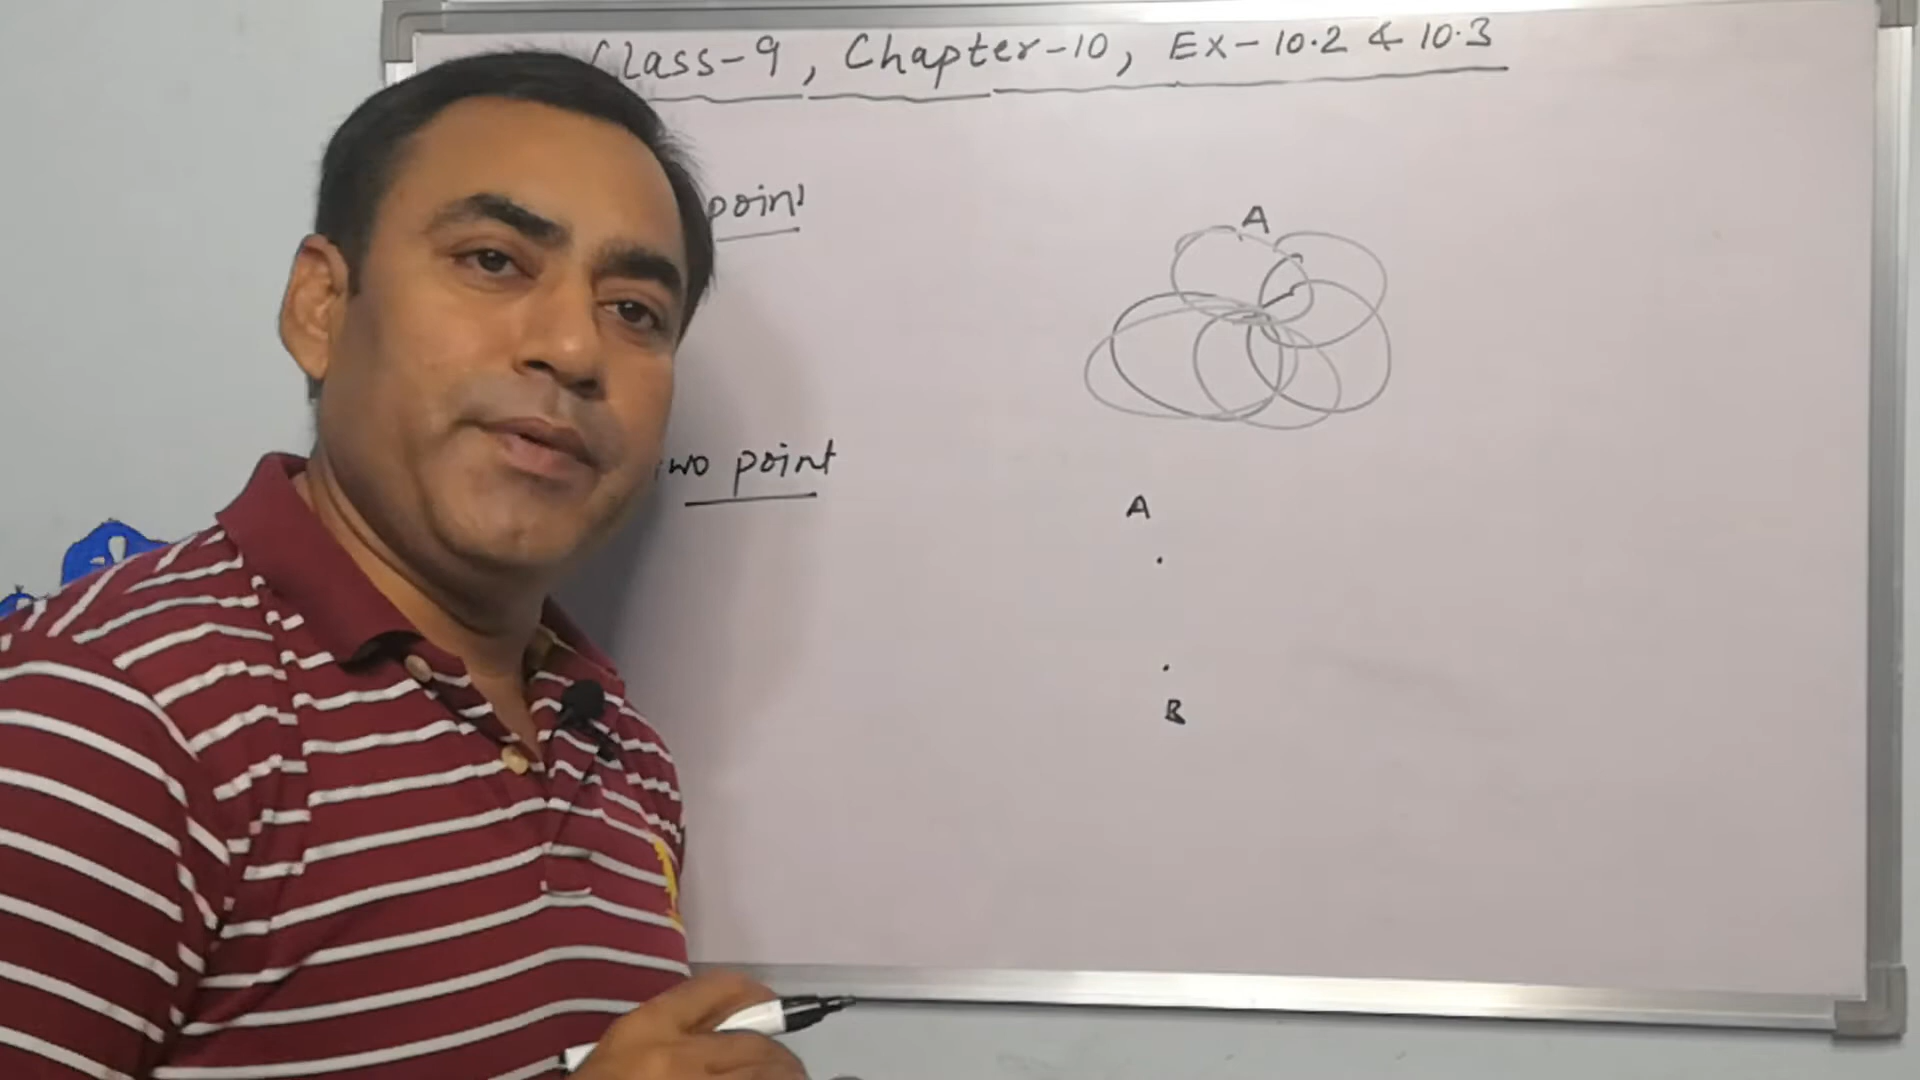 Class-9, Chapter-10, Ex-10.2 & 10.3
point
A
two point
A
B